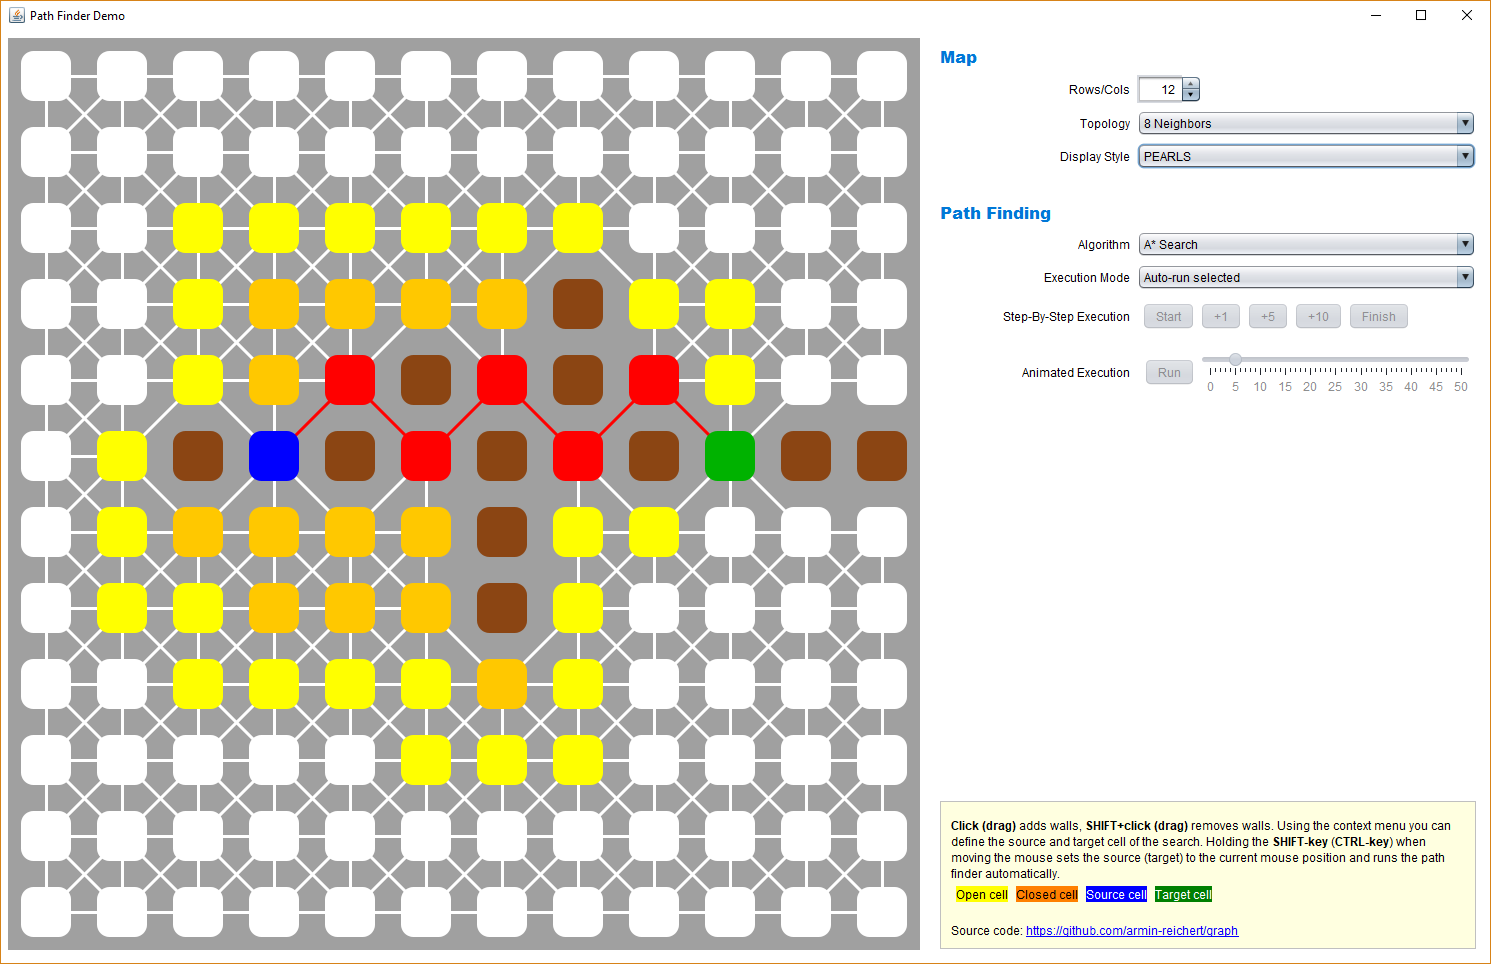 Path Finder Demo
Map
Rows/Cols 12
Topology 8 Neighbors
Display Style PEARLS
Path Finding
Algorithm A* Search
Execution Mode Auto-run selected
Step-By-Step Execution Start +1 +5 +10 Finish
Animated Execution Run
0 5 10 15 20 25 30 35 40 45 50
Click (drag) adds walls, SHIFT+click (drag) removes walls. Using the context menu you can
define the source and target cell of the search. Holding the SHIFT-key (CTRL-key) when
moving the mouse sets the source (target) to the current mouse position and runs the path
finder automatically.
Open cell Closed cell Source cell Target cell
Source code: https://github.com/armin-reichert/graph